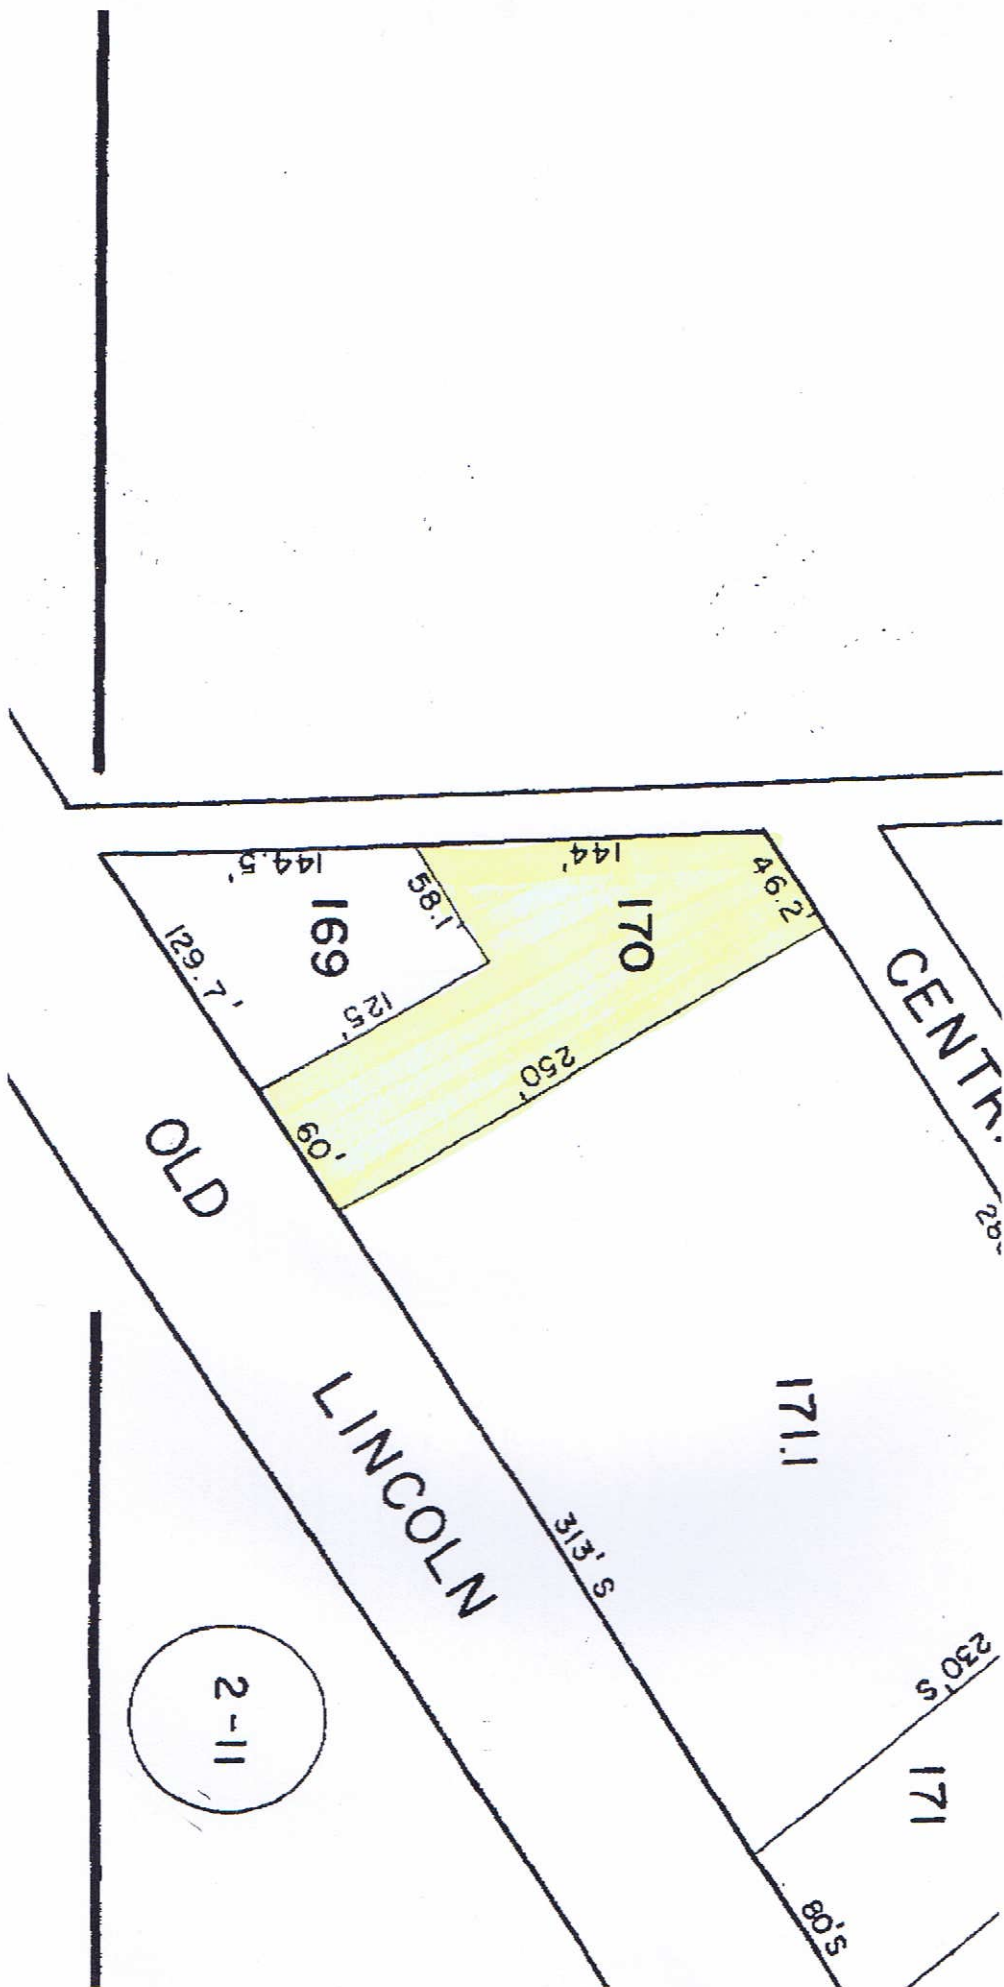 144.5'
169
58.1'
129.7'
125'
144'
170
46.2'
250'
60'
CENTR
OLD
LINCOLN
171.1
313' S
230' S
171
80' S
2-11